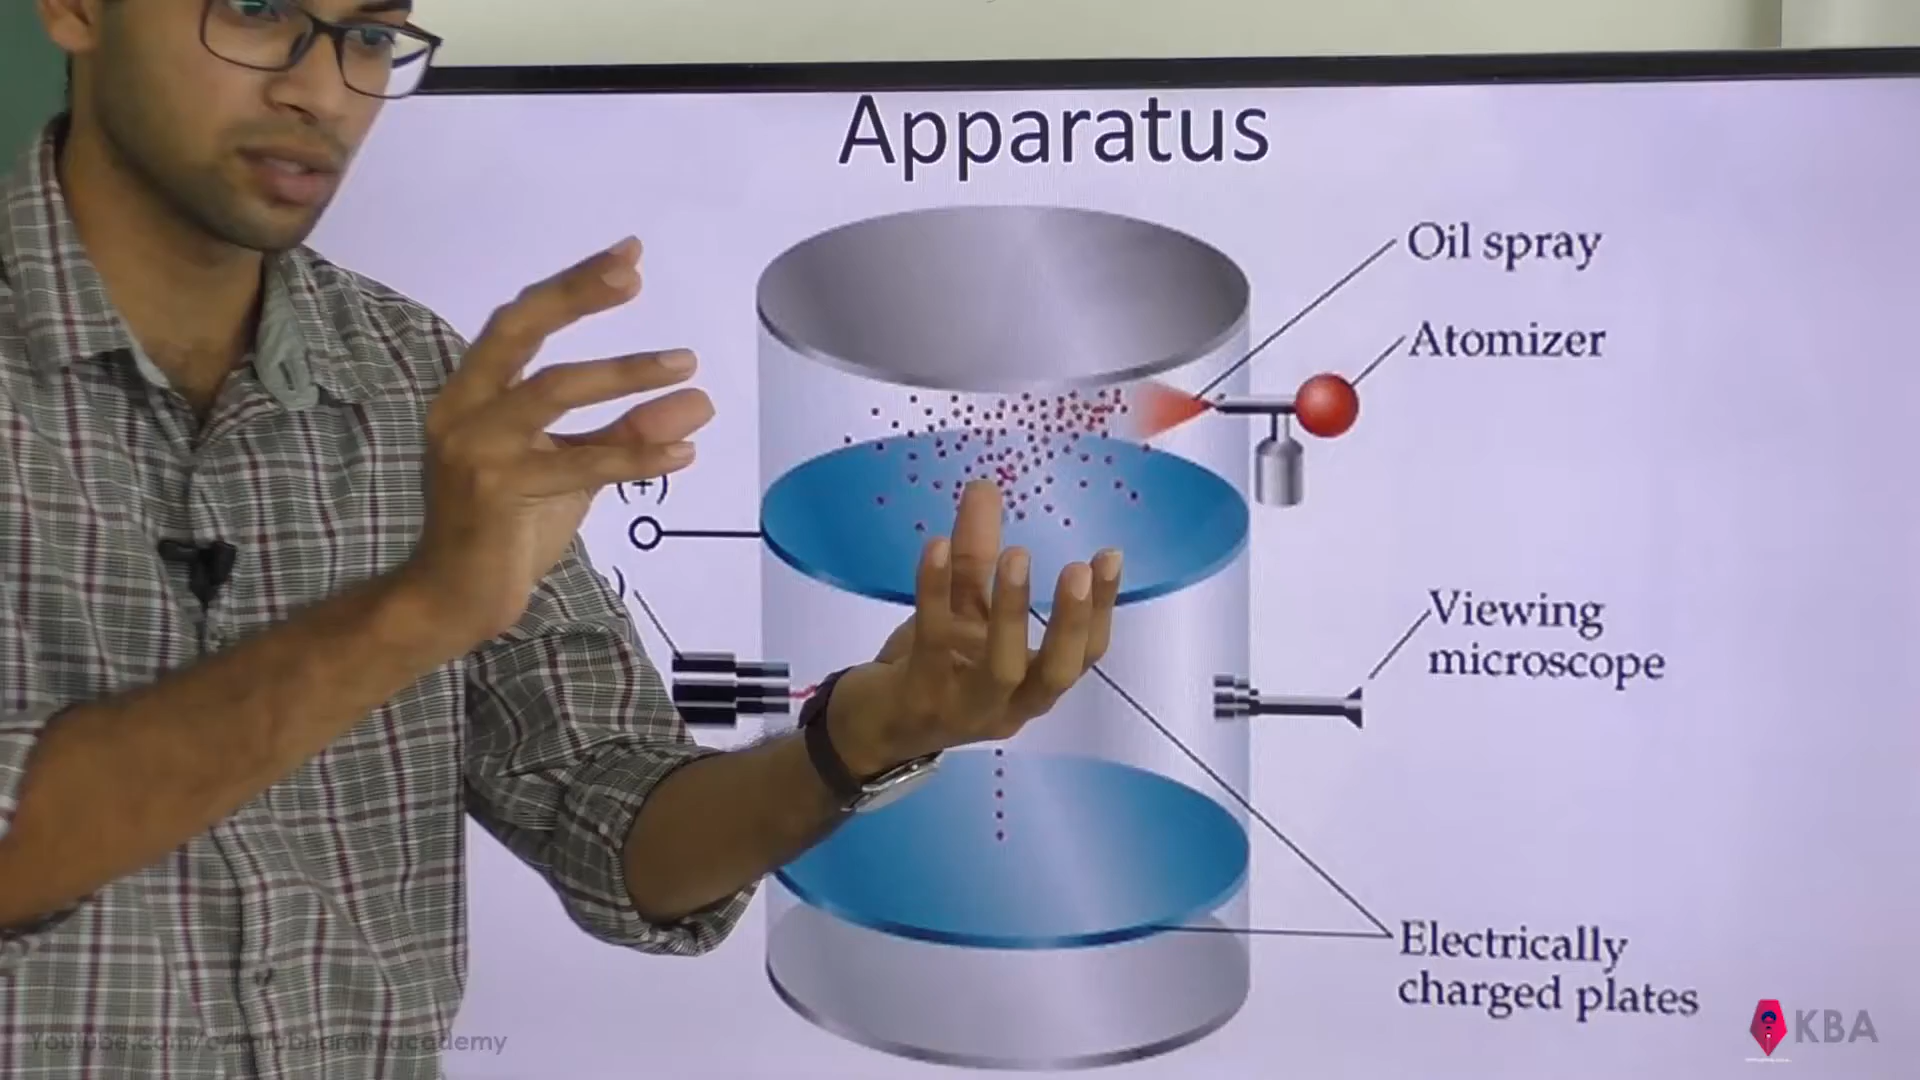 Apparatus
Oil spray
Atomizer
(+)
)
Viewing
microscope
Electrically
charged plates
KBA